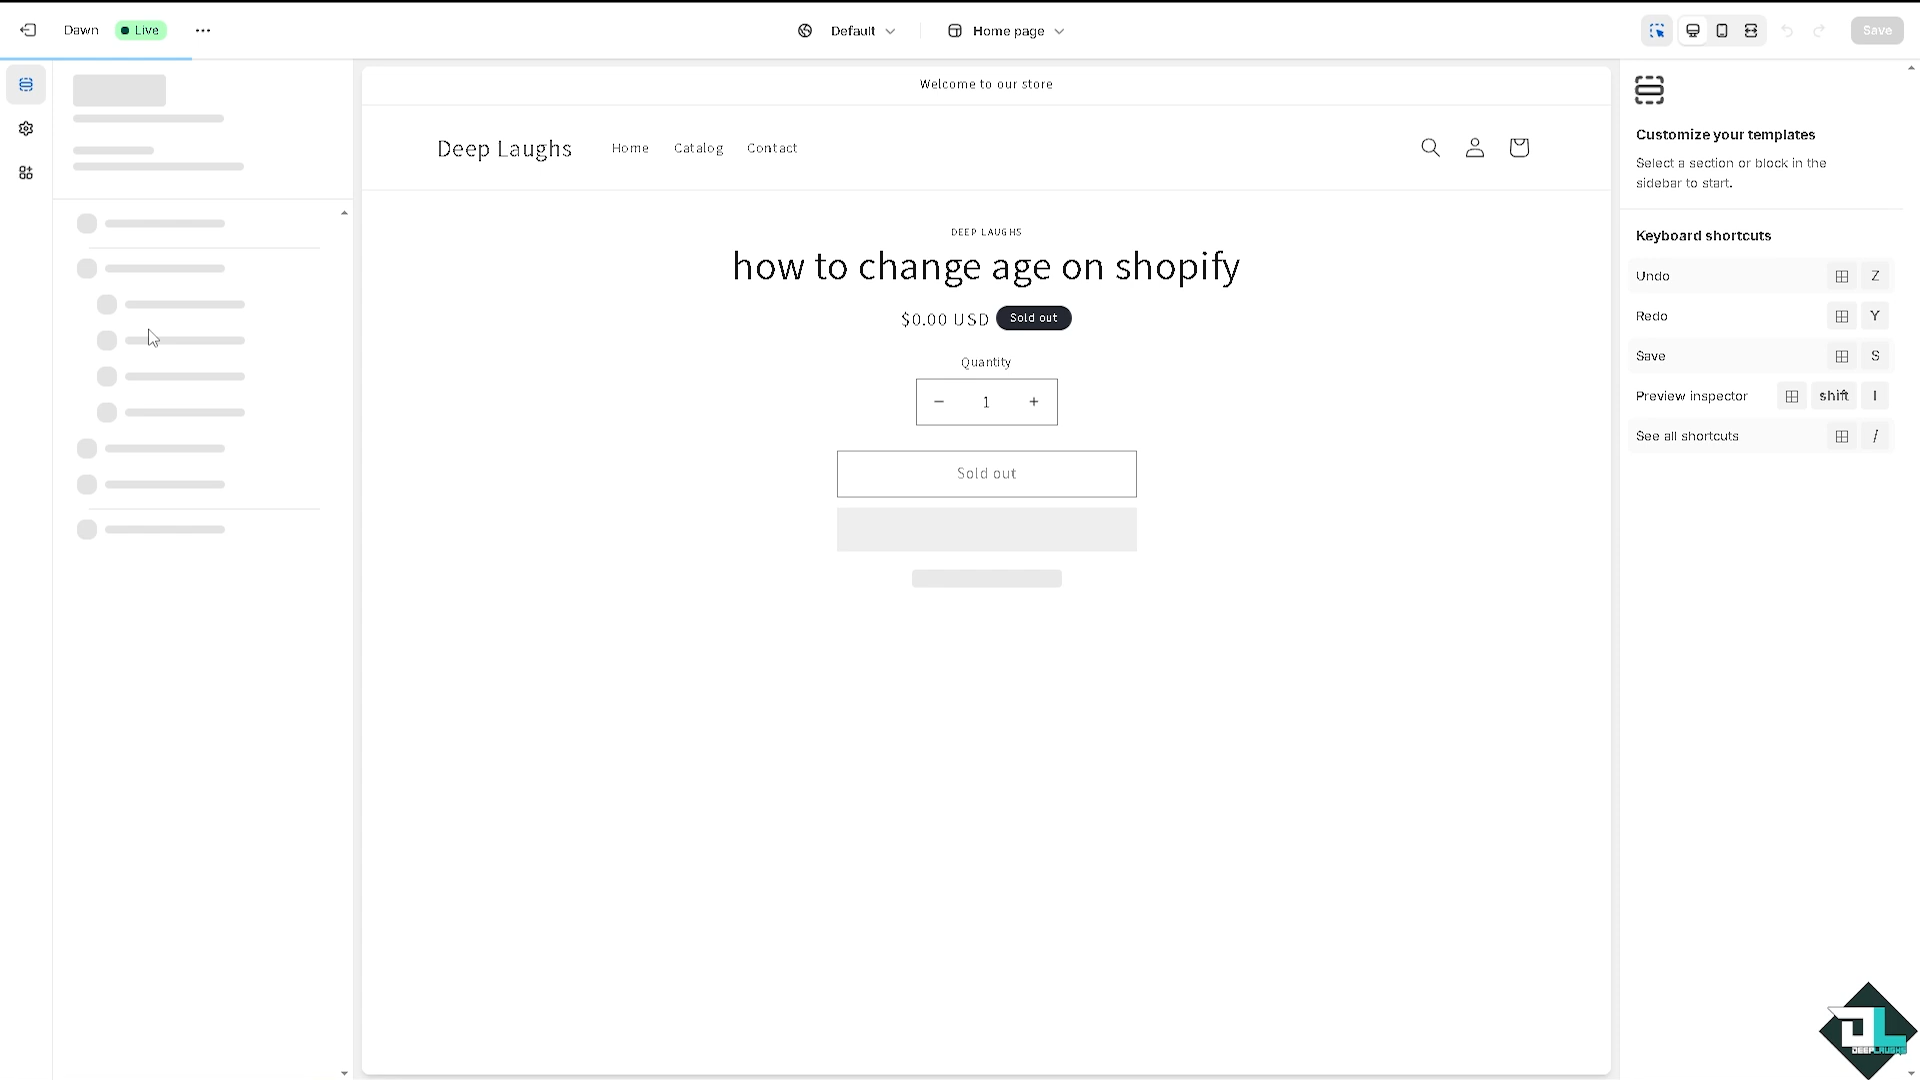 Dawn
Live
Default
Home page
Save
Welcome to our store
Deep Laughs
Home
Catalog
Contact
DEEP LAUGHS
how to change age on shopify
$0.00 USD
Sold out
Quantity
− 1 +
Sold out
Customize your templates
Select a section or block in the
sidebar to start.
Keyboard shortcuts
Undo Z
Redo Y
Save S
Preview inspector shift I
See all shortcuts /
DL
DEEPLAUGHS